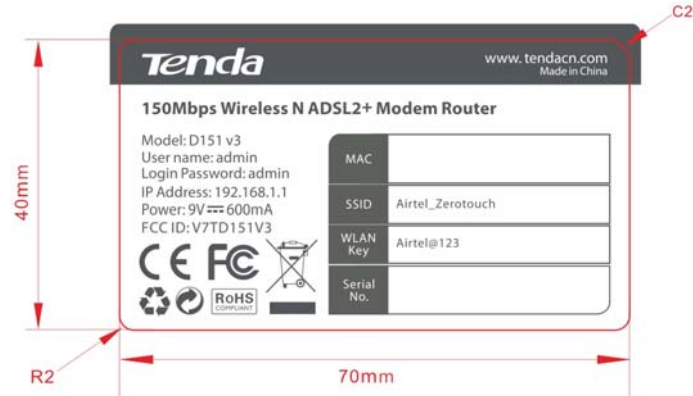 C2
Tenda
www.tendacn.com
Made in China
150Mbps Wireless N ADSL2+ Modem Router
Model: D151 v3
User name: admin
Login Password: admin
IP Address: 192.168.1.1
Power: 9V⎓600mA
FCC ID: V7TD151V3
CE FC
RoHS
COMPLIANT
MAC
SSID Airtel_Zerotouch
WLAN
Key
Airtel@123
Serial
No.
40mm
R2
70mm